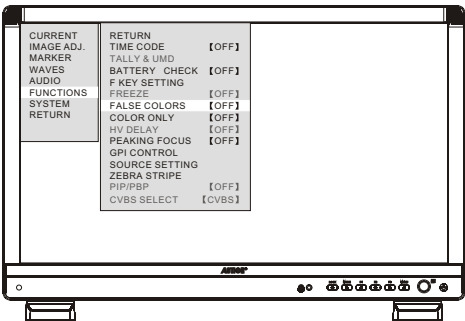 CURRENT
IMAGE ADJ.
MARKER
WAVES
AUDIO
FUNCTIONS
SYSTEM
RETURN
RETURN
TIME CODE 【OFF】
TALLY & UMD
BATTERY CHECK 【OFF】
F KEY SETTING
FREEZE 【OFF】
FALSE COLORS 【OFF】
COLOR ONLY 【OFF】
HV DELAY 【OFF】
PEAKING FOCUS 【OFF】
GPI CONTROL
SOURCE SETTING
ZEBRA STRIPE
PIP/PBP 【OFF】
CVBS SELECT 【CVBS】